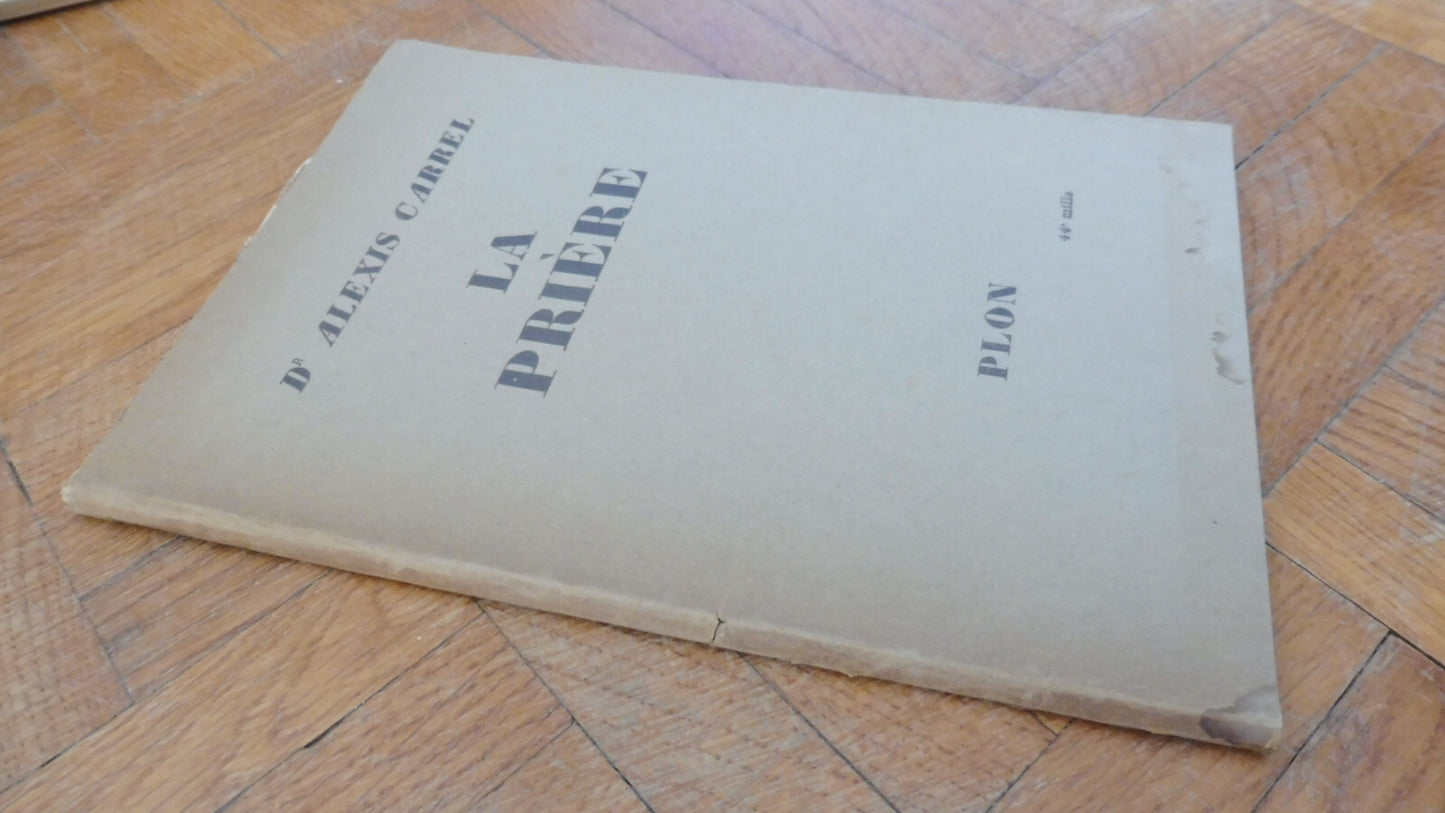 Dʳ ALEXIS CARREL
LA
PRIÈRE
PLON
44ᵉ mille